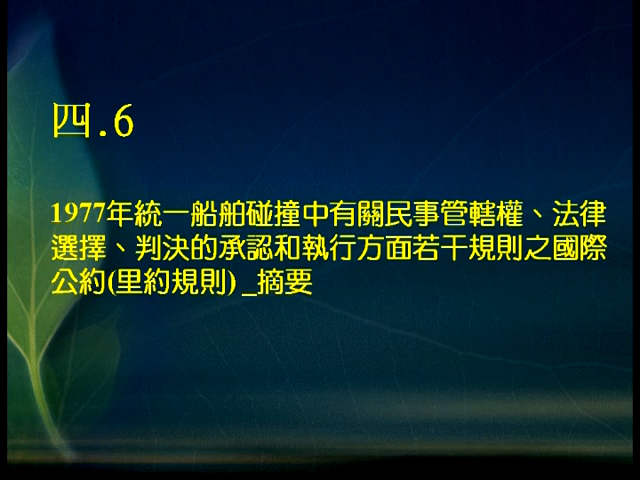 四.6
1977年統一船舶碰撞中有關民事管轄權、法律
選擇、判決的承認和執行方面若干規則之國際
公約(里約規則) _摘要